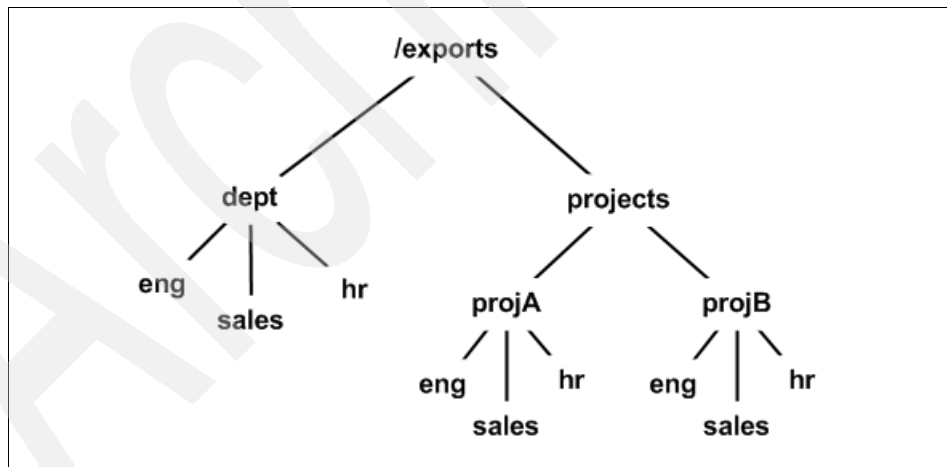 /exports
dept
projects
eng
sales
hr
projA
projB
eng
sales
hr
eng
sales
hr